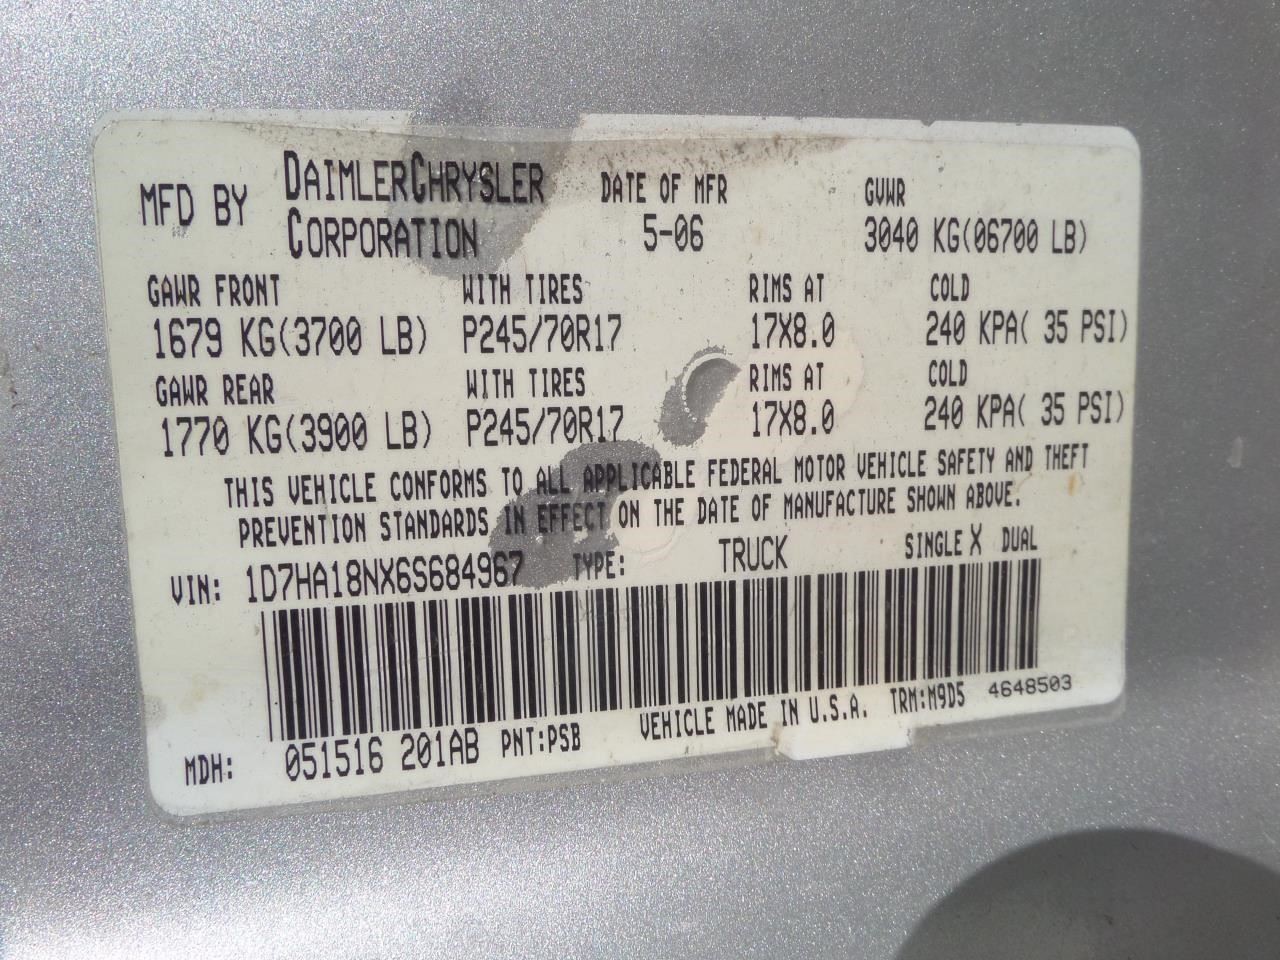 MFD BY DAIMLERCHRYSLER CORPORATION DATE OF MFR 5-06 GVWR 3040 KG(06700 LB)
GAWR FRONT WITH TIRES RIMS AT COLD
1679 KG(3700 LB) P245/70R17 17X8.0 240 KPA( 35 PSI)
GAWR REAR WITH TIRES RIMS AT COLD
1770 KG(3900 LB) P245/70R17 17X8.0 240 KPA( 35 PSI)
THIS VEHICLE CONFORMS TO ALL APPLICABLE FEDERAL MOTOR VEHICLE SAFETY AND THEFT
PREVENTION STANDARDS IN EFFECT ON THE DATE OF MANUFACTURE SHOWN ABOVE.
VIN: 1D7HA18NX6S684967 TYPE: TRUCK SINGLE X DUAL
MDH: 051516 201AB PNT:PSB VEHICLE MADE IN U.S.A. TRM:M9D5 4648503